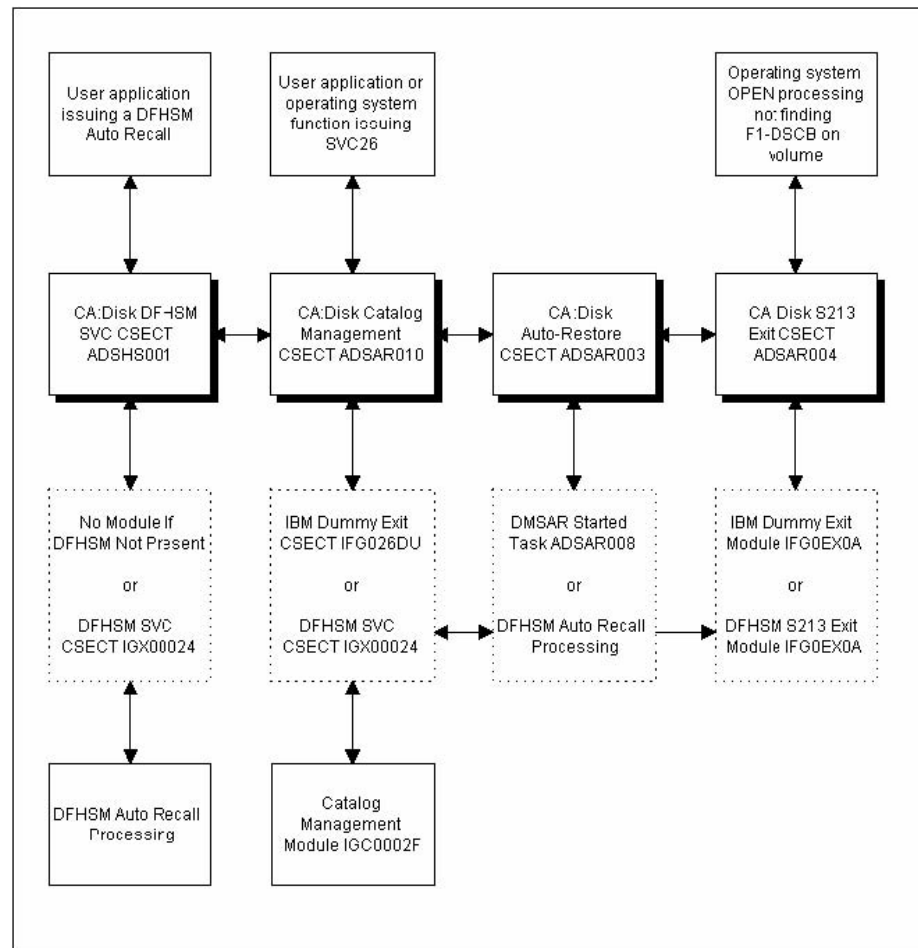 User application
issuing a DFHSM
Auto Recall
User application or
operating system
function issuing
SVC26
Operating system
OPEN processing
not finding
F1-DSCB on
volume
CA:Disk DFHSM
SVC CSECT
ADSHS001
CA:Disk Catalog
Management
CSECT ADSAR010
CA:Disk
Auto-Restore
CSECT ADSAR003
CA Disk S213
Exit CSECT
ADSAR004
No Module If
DFHSM Not Present
or
DFHSM SVC
CSECT IGX00024
IBM Dummy Exit
CSECT IFG026DU
or
DFHSM SVC
CSECT IGX00024
DMSAR Started
Task ADSAR008
or
DFHSM Auto Recall
Processing
IBM Dummy Exit
Module IFG0EX0A
or
DFHSM S213 Exit
Module IFG0EX0A
DFHSM Auto Recall
Processing
Catalog
Management
Module IGC0002F